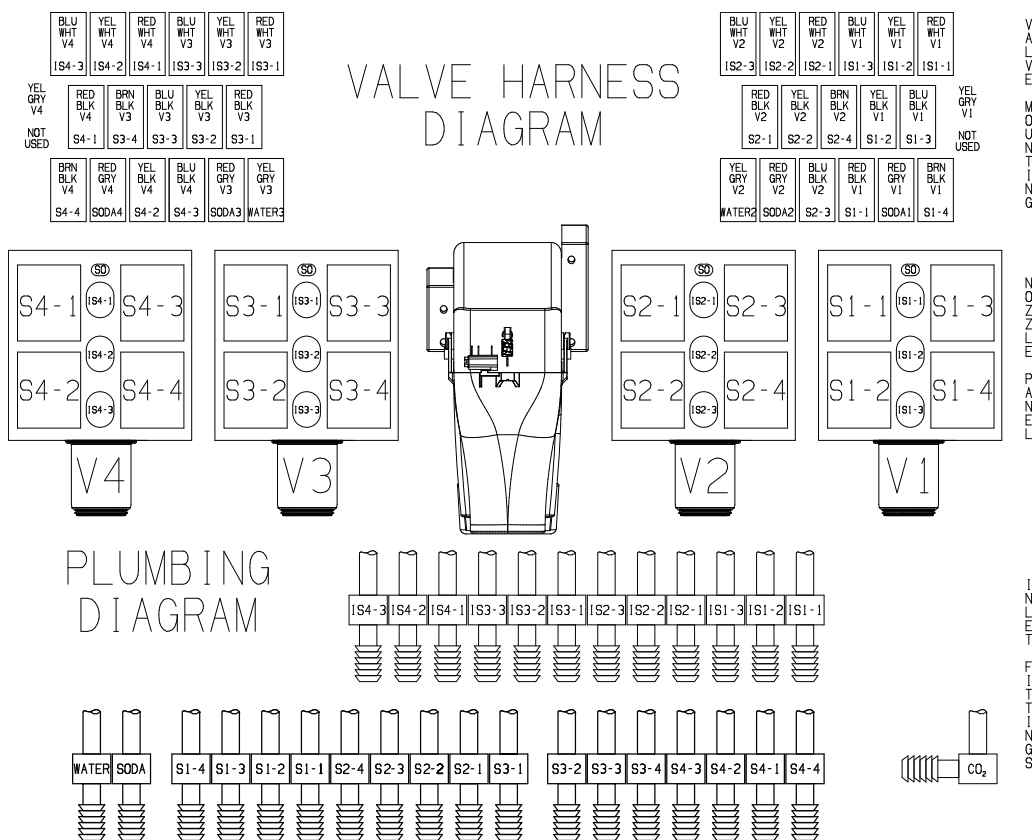 BLU YEL RED BLU YEL RED
WHT WHT WHT WHT WHT WHT
V4 V4 V4 V3 V3 V3
IS4-3 IS4-2 IS4-1 IS3-3 IS3-2 IS3-1
YEL
GRY
V4
NOT
USED
RED BRN BLU YEL RED
BLK BLK BLK BLK BLK
V4 V3 V3 V3 V3
S4-1 S3-4 S3-3 S3-2 S3-1
BRN RED YEL BLU RED YEL
BLK GRY BLK BLK GRY GRY
V4 V4 V4 V4 V3 V3
S4-4 SODA4 S4-2 S4-3 SODA3 WATER3
VALVE HARNESS
DIAGRAM
BLU YEL RED BLU YEL RED
WHT WHT WHT WHT WHT WHT
V2 V2 V2 V1 V1 V1
IS2-3 IS2-2 IS2-1 IS1-3 IS1-2 IS1-1
RED YEL BRN YEL BLU
BLK BLK BLK BLK BLK
V2 V2 V2 V1 V1
S2-1 S2-2 S2-4 S1-2 S1-3
YEL
GRY
V1
NOT
USED
YEL RED BLU RED RED BRN
GRY GRY BLK BLK GRY BLK
V2 V2 V2 V1 V1 V1
WATER2 SODA2 S2-3 S1-1 SODA1 S1-4
VALVE MOUNTING
SO SO SO SO
S4-1 IS4-1 S4-3 S3-1 IS3-1 S3-3 S2-1 IS2-1 S2-3 S1-1 IS1-1 S1-3
IS4-2 IS3-2 IS2-2 IS1-2
S4-2 IS4-3 S4-4 S3-2 IS3-3 S3-4 S2-2 IS2-3 S2-4 S1-2 IS1-3 S1-4
V4 V3 V2 V1
NOZZLE PANEL
PLUMBING
DIAGRAM
IS4-3 IS4-2 IS4-1 IS3-3 IS3-2 IS3-1 IS2-3 IS2-2 IS2-1 IS1-3 IS1-2 IS1-1
WATER SODA S1-4 S1-3 S1-2 S1-1 S2-4 S2-3 S2-2 S2-1 S3-1 S3-2 S3-3 S3-4 S4-3 S4-2 S4-1 S4-4 CO₂
INLET FITTINGS